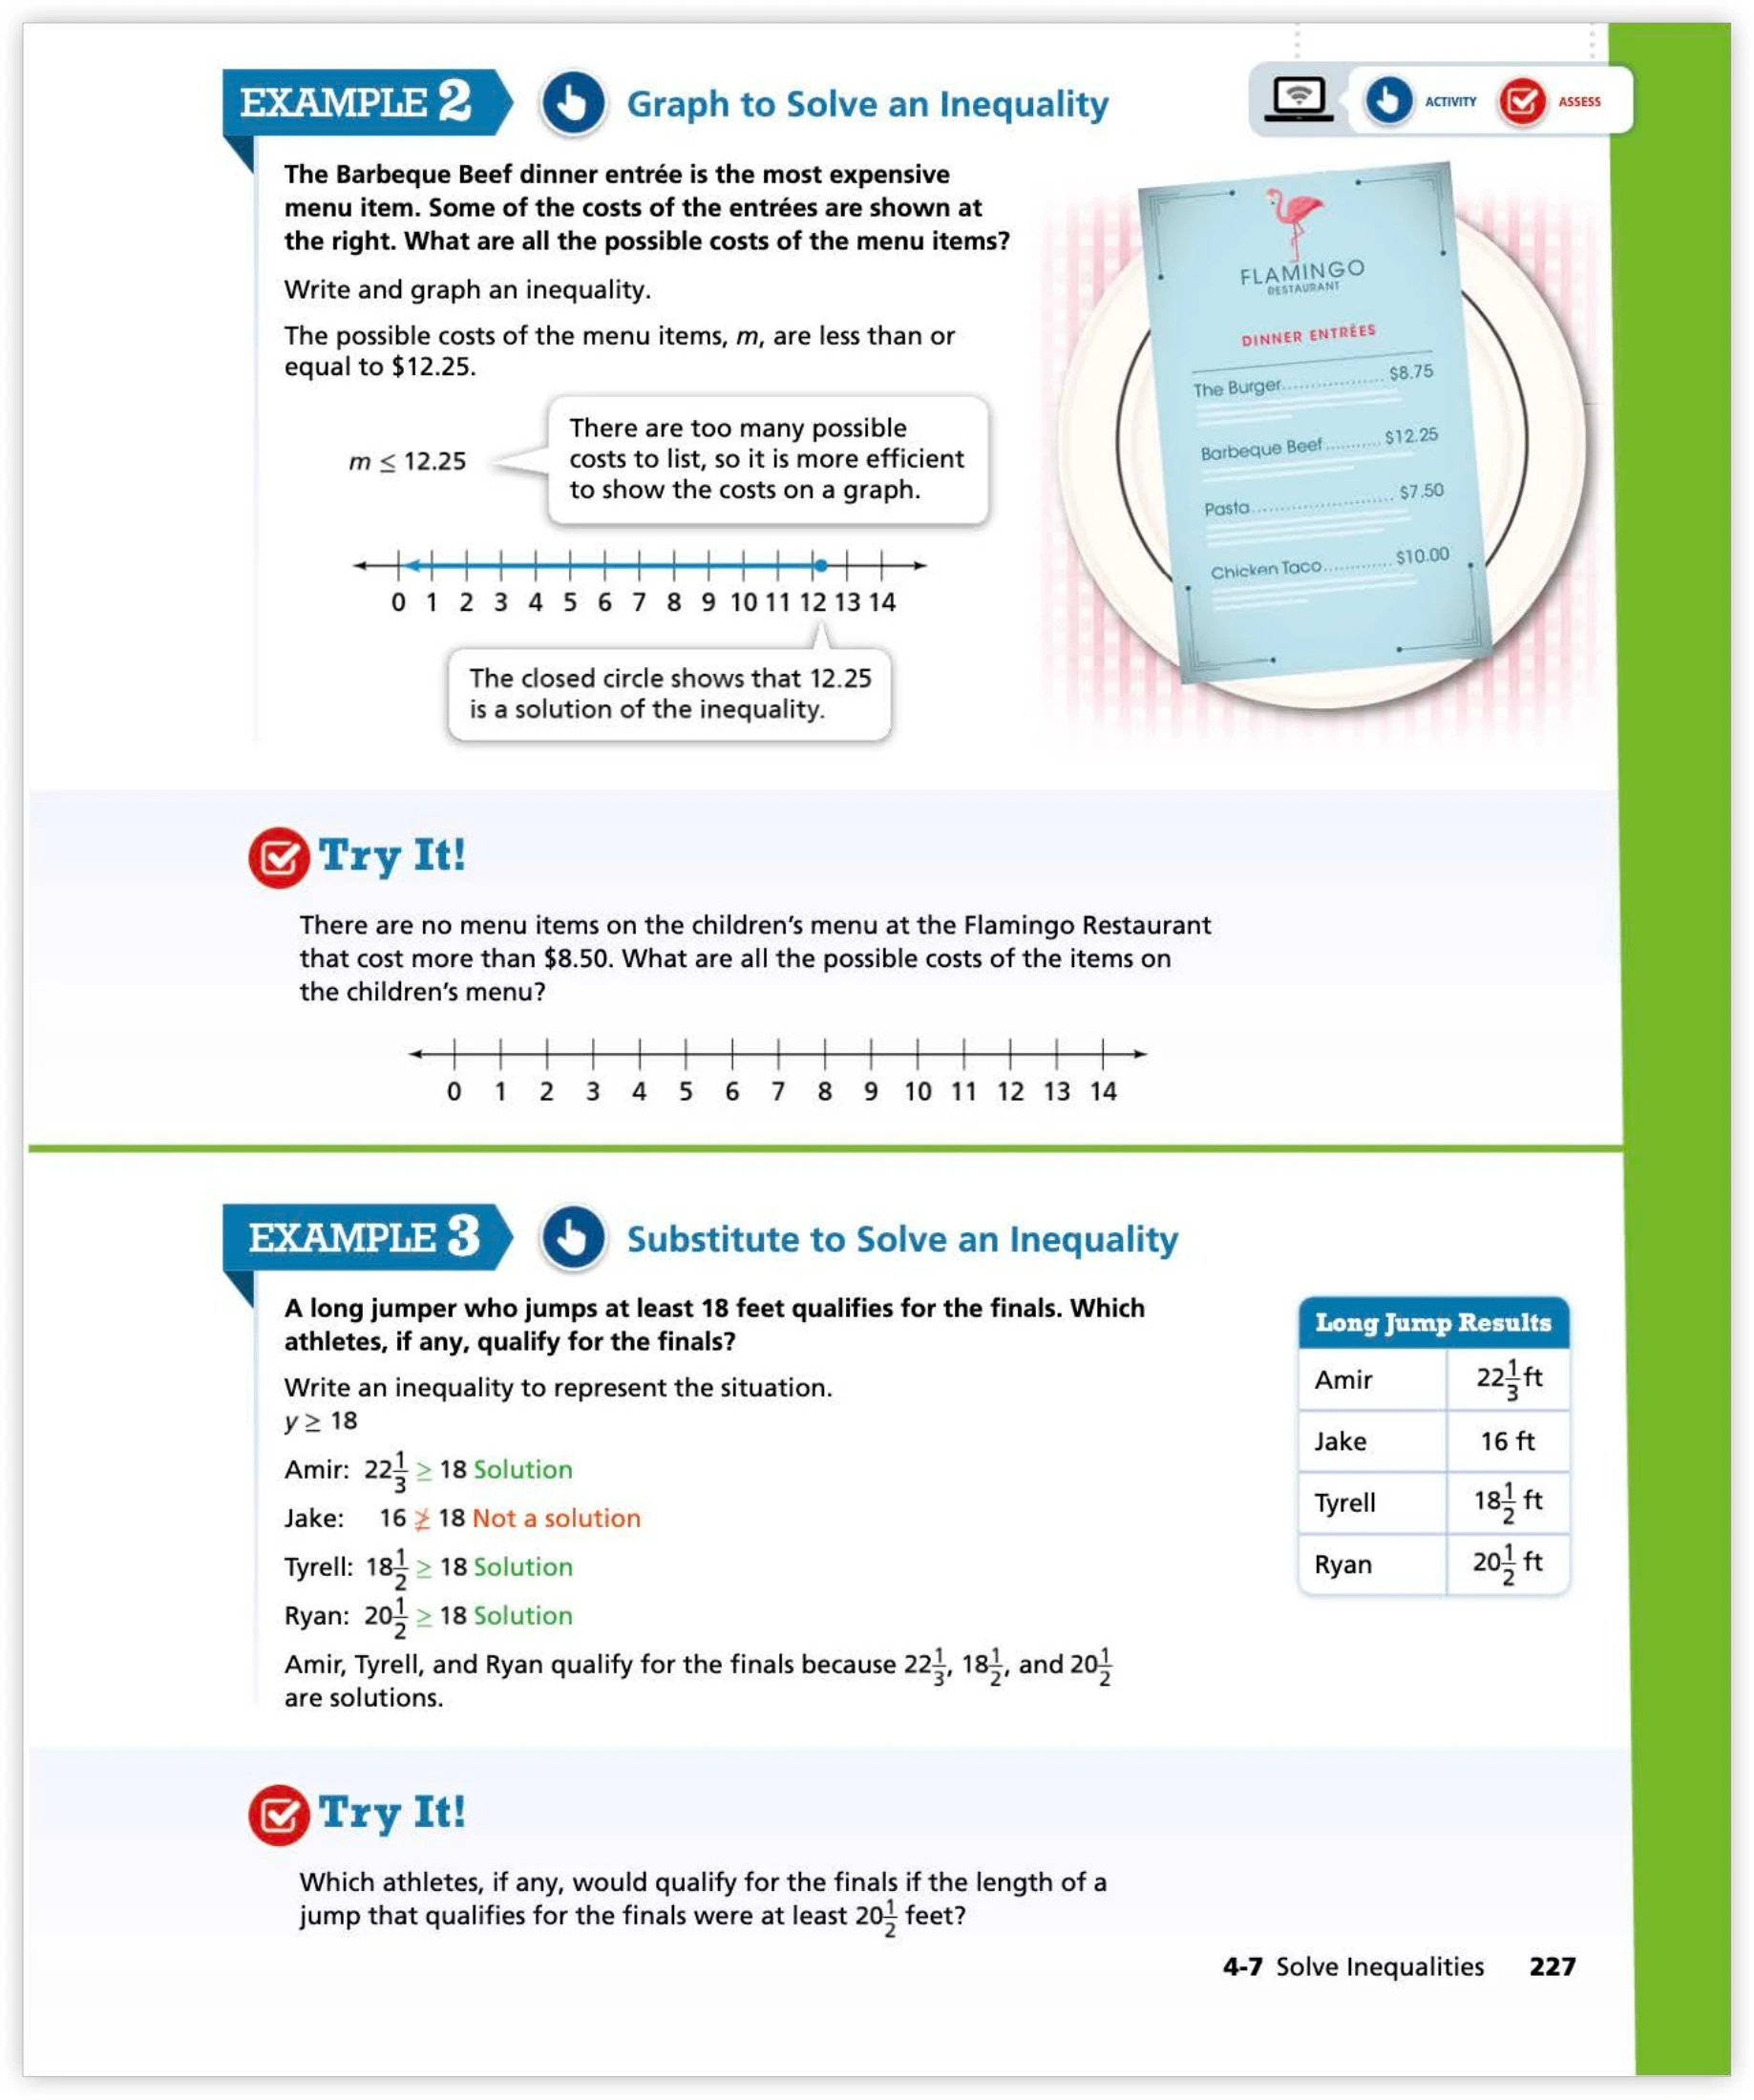 EXAMPLE 2
Graph to Solve an Inequality
ACTIVITY
ASSESS
The Barbeque Beef dinner entrée is the most expensive
menu item. Some of the costs of the entrées are shown at
the right. What are all the possible costs of the menu items?
Write and graph an inequality.
The possible costs of the menu items, m, are less than or
equal to $12.25.
m ≤ 12.25
There are too many possible
costs to list, so it is more efficient
to show the costs on a graph.
0 1 2 3 4 5 6 7 8 9 10 11 12 13 14
The closed circle shows that 12.25
is a solution of the inequality.
FLAMINGO
RESTAURANT
DINNER ENTRÉES
The Burger.................. $8.75
Barbeque Beef........... $12.25
Pasta.......................... $7.50
Chicken Taco............. $10.00
Try It!
There are no menu items on the children's menu at the Flamingo Restaurant
that cost more than $8.50. What are all the possible costs of the items on
the children's menu?
0 1 2 3 4 5 6 7 8 9 10 11 12 13 14
EXAMPLE 3
Substitute to Solve an Inequality
A long jumper who jumps at least 18 feet qualifies for the finals. Which
athletes, if any, qualify for the finals?
Write an inequality to represent the situation.
y ≥ 18
Amir: 22 1/3 ≥ 18 Solution
Jake: 16 ≱ 18 Not a solution
Tyrell: 18 1/2 ≥ 18 Solution
Ryan: 20 1/2 ≥ 18 Solution
Amir, Tyrell, and Ryan qualify for the finals because 22 1/3, 18 1/2, and 20 1/2
are solutions.
Long Jump Results
Amir 22 1/3 ft
Jake 16 ft
Tyrell 18 1/2 ft
Ryan 20 1/2 ft
Try It!
Which athletes, if any, would qualify for the finals if the length of a
jump that qualifies for the finals were at least 20 1/2 feet?
4-7 Solve Inequalities 227